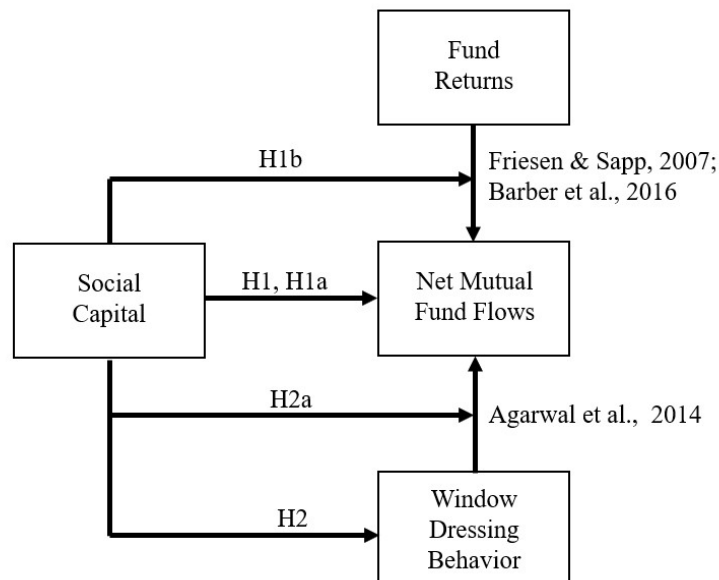 Fund
Returns
H1b
Friesen & Sapp, 2007;
Barber et al., 2016
Social
Capital
H1, H1a
Net Mutual
Fund Flows
H2a
Agarwal et al.,  2014
H2
Window
Dressing
Behavior